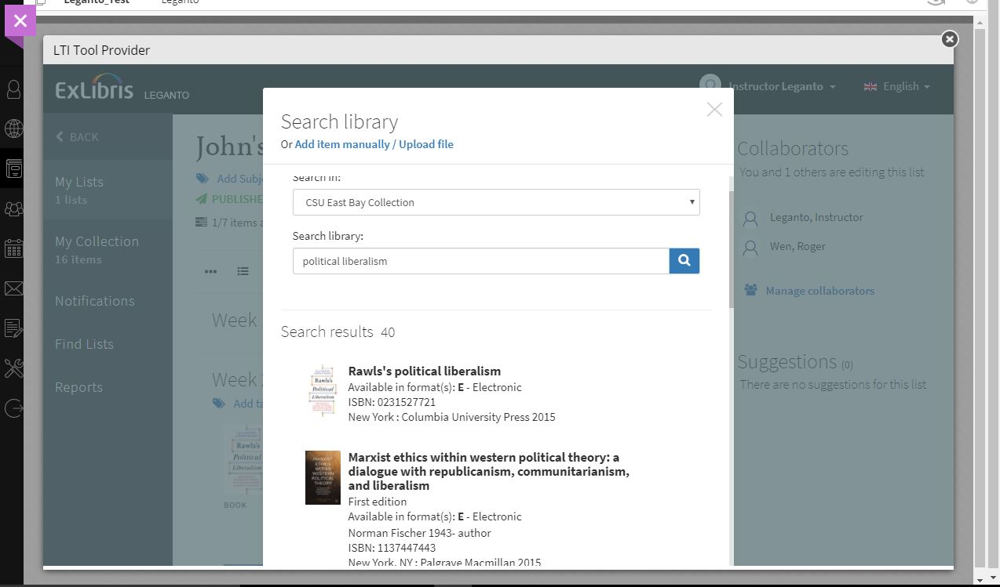 Leganto_Test
Leganto
LTI Tool Provider
ExLibris LEGANTO
Instructor Leganto
English
BACK
My Lists
1 lists
My Collection
16 items
Notifications
Find Lists
Reports
John's
Add Subj
PUBLISHE
1/7 items a
Week
Week
Add ta
Rawls's
Political
Liberalism
BOOK
Search library
Or Add item manually / Upload file
Search in:
CSU East Bay Collection
Search library:
political liberalism
Search results 40
Rawls's
Political
Liberalism
Rawls's political liberalism
Available in format(s): E - Electronic
ISBN: 0231527721
New York : Columbia University Press 2015
MARXIST
ETHICS
WITHIN
WESTERN
POLITICAL
THEORY
Marxist ethics within western political theory: a
dialogue with republicanism, communitarianism,
and liberalism
First edition
Available in format(s): E - Electronic
Norman Fischer 1943- author
ISBN: 1137447443
New York, NY : Palgrave Macmillan 2015
Collaborators
You and 1 others are editing this list
Leganto, Instructor
Wen, Roger
Manage collaborators
Suggestions (0)
There are no suggestions for this list